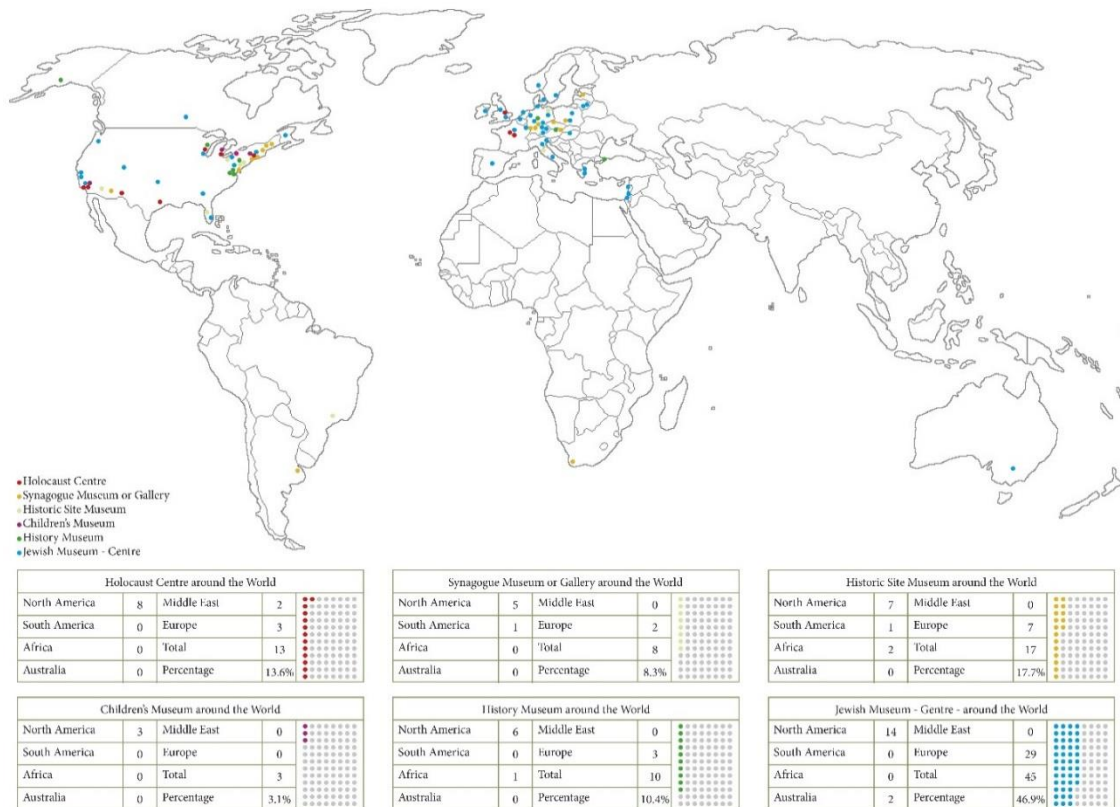 Holocaust Centre
Synagogue Museum or Gallery
Historic Site Museum
Children's Museum
History Museum
Jewish Museum - Centre
Holocaust Centre around the World
North America 8 Middle East 2
South America 0 Europe 3
Africa 0 Total 13
Australia 0 Percentage 13.6%
Synagogue Museum or Gallery around the World
North America 5 Middle East 0
South America 1 Europe 2
Africa 0 Total 8
Australia 0 Percentage 8.3%
Historic Site Museum around the World
North America 7 Middle East 0
South America 1 Europe 7
Africa 2 Total 17
Australia 0 Percentage 17.7%
Children's Museum around the World
North America 3 Middle East 0
South America 0 Europe 0
Africa 0 Total 3
Australia 0 Percentage 3.1%
History Museum around the World
North America 6 Middle East 0
South America 0 Europe 3
Africa 1 Total 10
Australia 0 Percentage 10.4%
Jewish Museum - Gentre - around the World
North America 14 Middle East 0
South America 0 Europe 29
Africa 0 Total 45
Australia 2 Percentage 46.9%